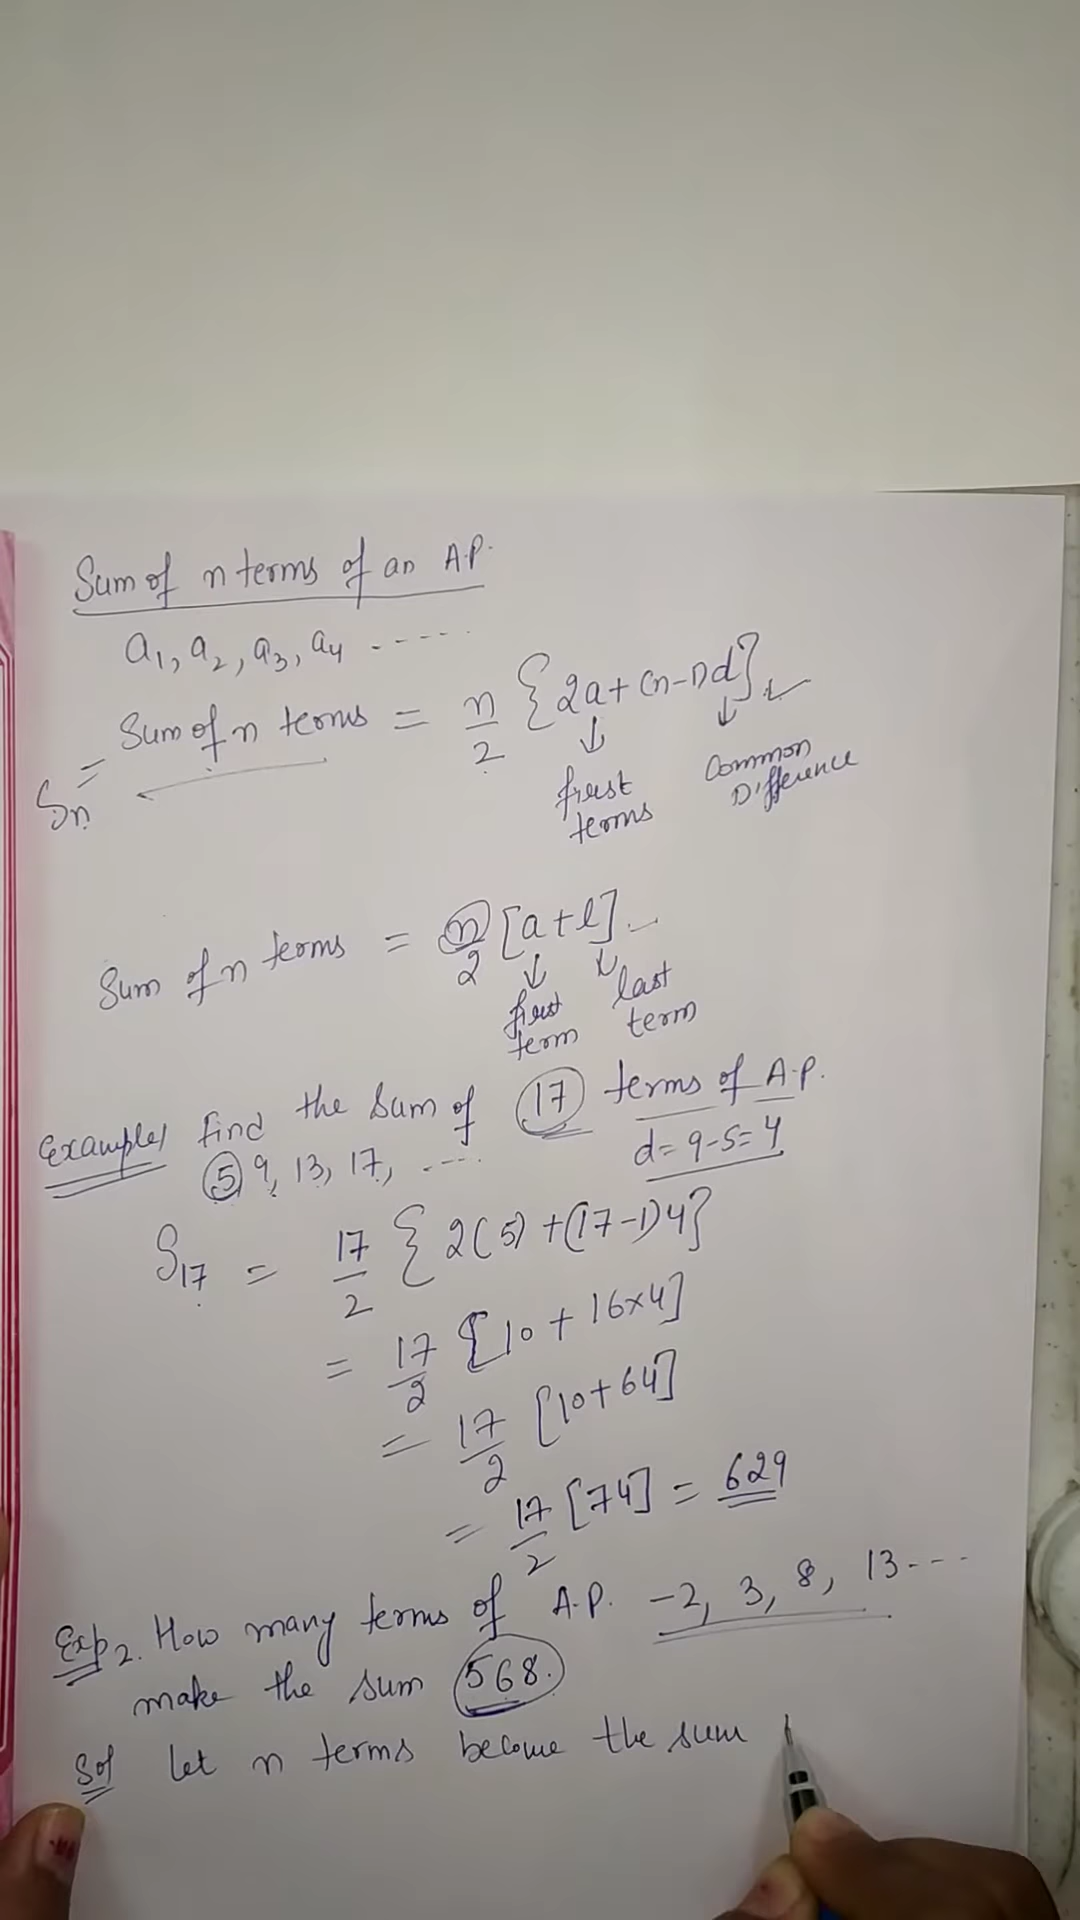 Sum of n terms of an A.P.
a1, a2, a3, a4 -----
Sum of n terms = n/2 {2a+(n-1)d}
= Sn
↓ first terms
↓ common Difference
Sum of n terms = n/2 [a+l]
↓ first term
↓ last term
Example1 Find the sum of 17 terms of A.P.
5, 9, 13, 17, ----
d=9-5=4
S17 = 17/2 { 2(5)+(17-1)4}
= 17/2 [10+16×4]
= 17/2 [10+64]
= 17/2 [74] = 629
Exp2. How many terms of A.P. -2, 3, 8, 13---
make the sum 568.
Sol let n terms become the sum